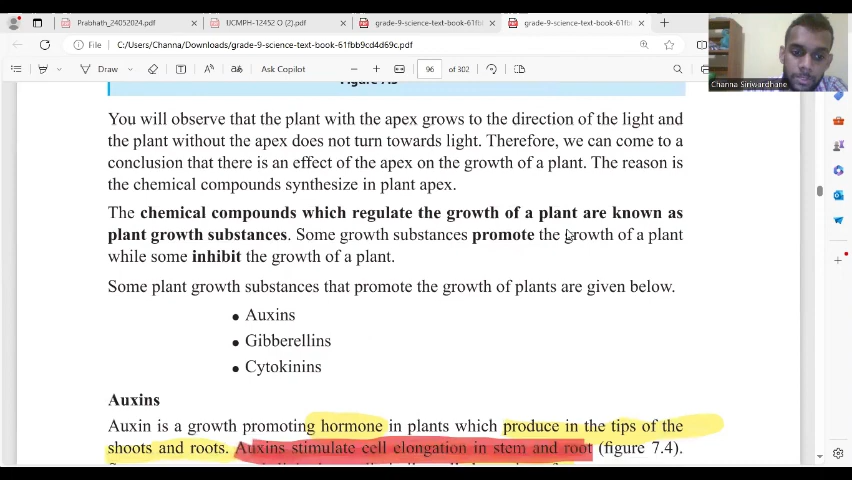 Prabhath_24052024.pdf
IJCMPH-12452 O (2).pdf
grade-9-science-text-book-61fb
grade-9-science-text-book-61fbb
File
C:/Users/Channa/Downloads/grade-9-science-text-book-61fbb9cd4d69c.pdf
Draw
Ask Copilot
96 of 302
Channa Siriwardhane
You will observe that the plant with the apex grows to the direction of the light and
the plant without the apex does not turn towards light. Therefore, we can come to a
conclusion that there is an effect of the apex on the growth of a plant. The reason is
the chemical compounds synthesize in plant apex.
The chemical compounds which regulate the growth of a plant are known as
plant growth substances. Some growth substances promote the growth of a plant
while some inhibit the growth of a plant.
Some plant growth substances that promote the growth of plants are given below.
• Auxins
• Gibberellins
• Cytokinins
Auxins
Auxin is a growth promoting hormone in plants which produce in the tips of the
shoots and roots. Auxins stimulate cell elongation in stem and root (figure 7.4).